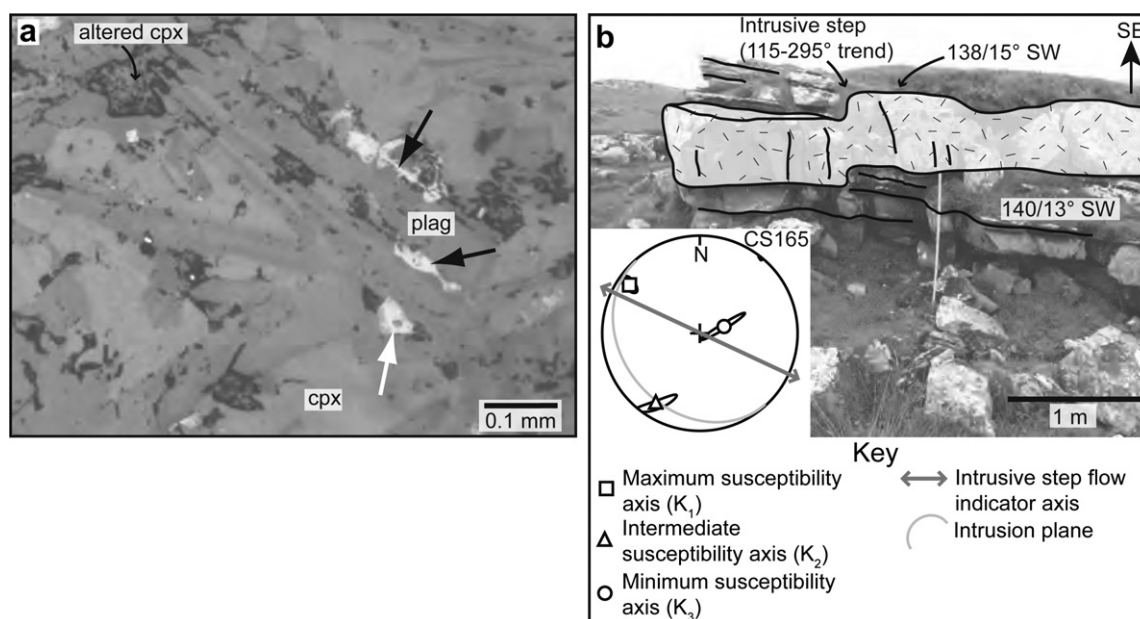 a
altered cpx
plag
cpx
0.1 mm
b
Intrusive step
(115-295° trend)
138/15° SW
SE
140/13° SW
CS165
N
1 m
Key
Maximum susceptibility
axis (K1)
Intermediate
susceptibility axis (K2)
Minimum susceptibility
axis (K3)
Intrusive step flow
indicator axis
Intrusion plane